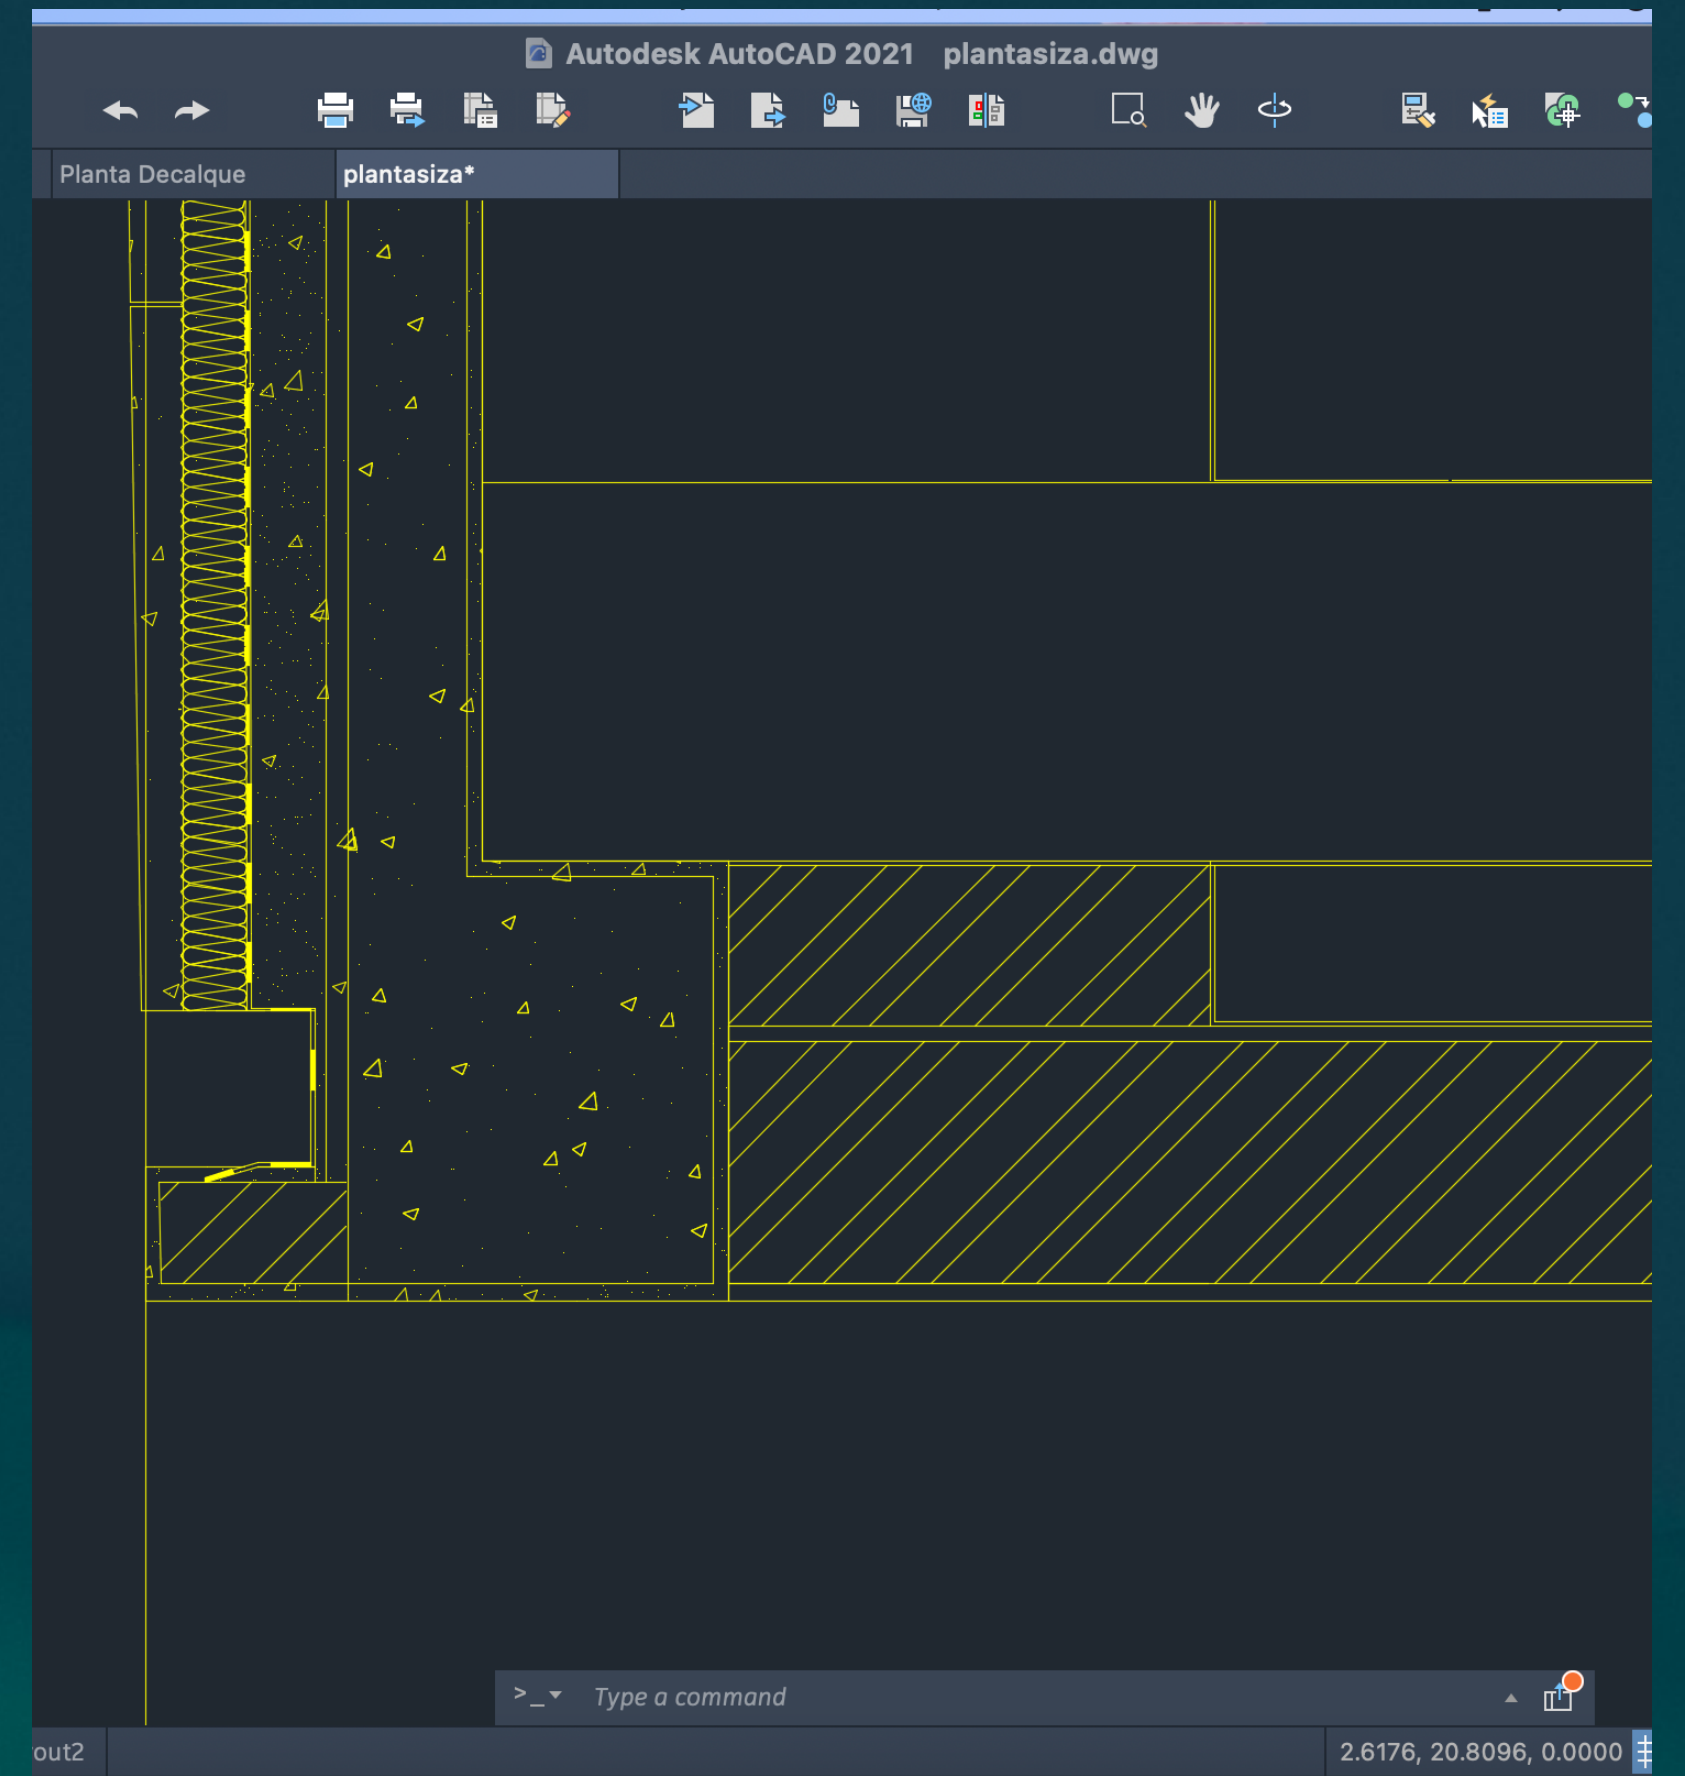 Autodesk AutoCAD 2021 plantasiza.dwg
Planta Decalque
plantasiza*
>_ Type a command
out2
2.6176, 20.8096, 0.0000